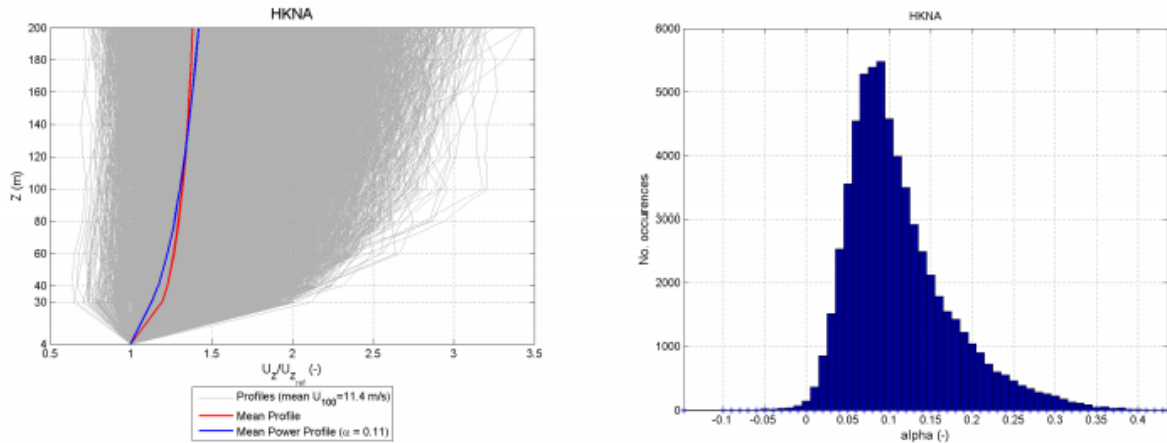 HKNA
200
180
160
140
120
100
80
60
40
30
4
Z (m)
0.5 1 1.5 2 2.5 3 3.5
U_Z/U_Z_ref (-)
Profiles (mean U_100=11.4 m/s)
Mean Profile
Mean Power Profile (α = 0.11)
HKNA
6000
5000
4000
3000
2000
1000
0
No. occurences
-0.1 -0.05 0 0.05 0.1 0.15 0.2 0.25 0.3 0.35 0.4
alpha (-)